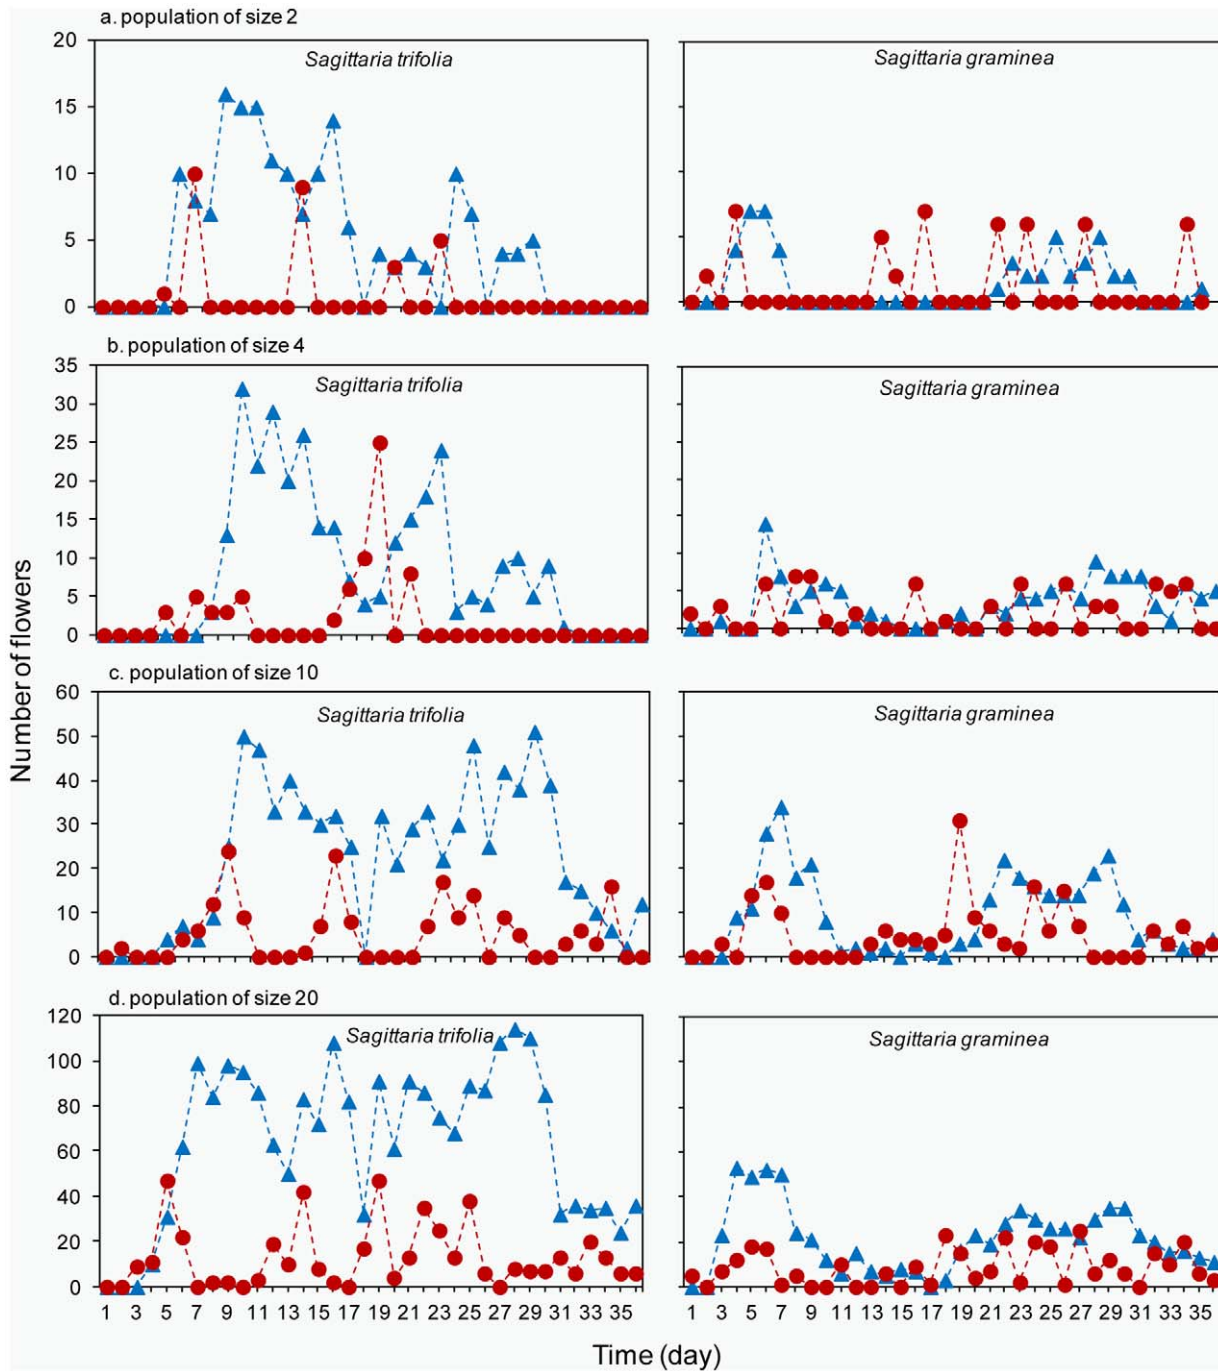 a. population of size 2
20
15
10
5
0
Sagittaria trifolia
Sagittaria graminea
b. population of size 4
35
30
25
20
15
10
5
0
Sagittaria trifolia
Sagittaria graminea
Number of flowers
c. population of size 10
60
50
40
30
20
10
0
Sagittaria trifolia
Sagittaria graminea
d. population of size 20
120
100
80
60
40
20
0
Sagittaria trifolia
Sagittaria graminea
1 3 5 7 9 11 13 15 17 19 21 23 25 27 29 31 33 35
1 3 5 7 9 11 13 15 17 19 21 23 25 27 29 31 33 35
Time (day)